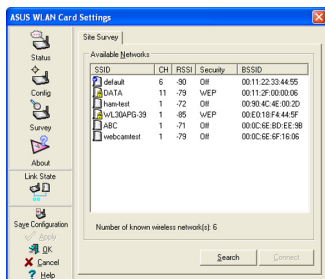 ASUS WLAN Card Settings
Status
Config
Survey
About
Link State
Save Configuration
Apply
OK
Cancel
Help
Site Survey
Available Networks
SSID CH RSSI Security BSSID
default 6 -90 Off 00:11:22:33:44:55
DATA 11 -79 WEP 00:11:2F:00:00:06
ham-test 1 -72 Off 00:90:4C:4E:00:2D
WL30APG-39 1 -85 WEP 00:E0:18:F4:44:5F
ABC 1 -71 Off 00:0C:6E:BD:EE:9B
webcamtest 1 -79 Off 00:0C:6E:6F:16:06
Number of known wireless network(s): 6
Search
Connect